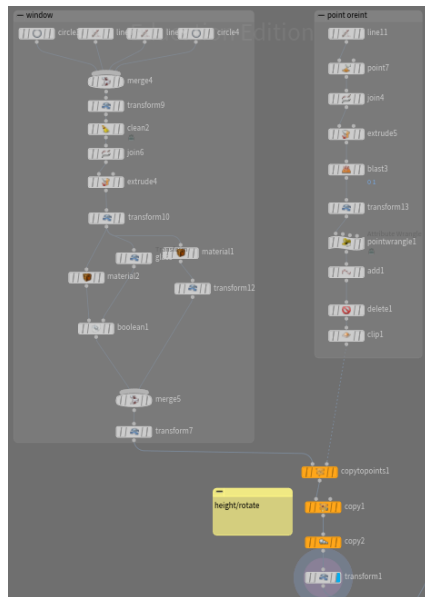 window
point oreint
Edition
circle
line
line
circle4
line11
merge4
point7
transform9
join4
clean2
extrude5
join6
blast3
extrude4
transform13
transform10
pointwrangle1
material1
add1
material2
transform12
delete1
boolean1
clip1
merge5
transform7
copytopoints1
height/rotate
copy1
copy2
transform1